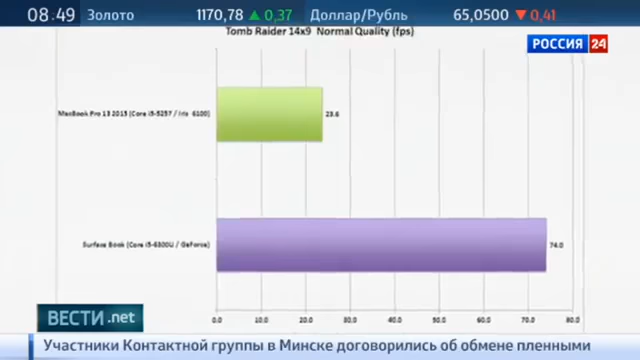 08:49 Золото 1170,78 ▲ 0,37 Доллар/Рубль 65,0500 ▼ 0,41
Tomb Raider 14x9 Normal Quality (fps)
РОССИЯ 24
MacBook Pro 13 2015 (Core i5-5257 / Iris 6100)
23.6
Surface Book (Core i5-6300U / GeForce)
74.0
0.0 10.0 20.0 30.0 40.0 50.0 60.0 70.0 80.0
ВЕСТИ.net
Участники Контактной группы в Минске договорились об обмене пленными